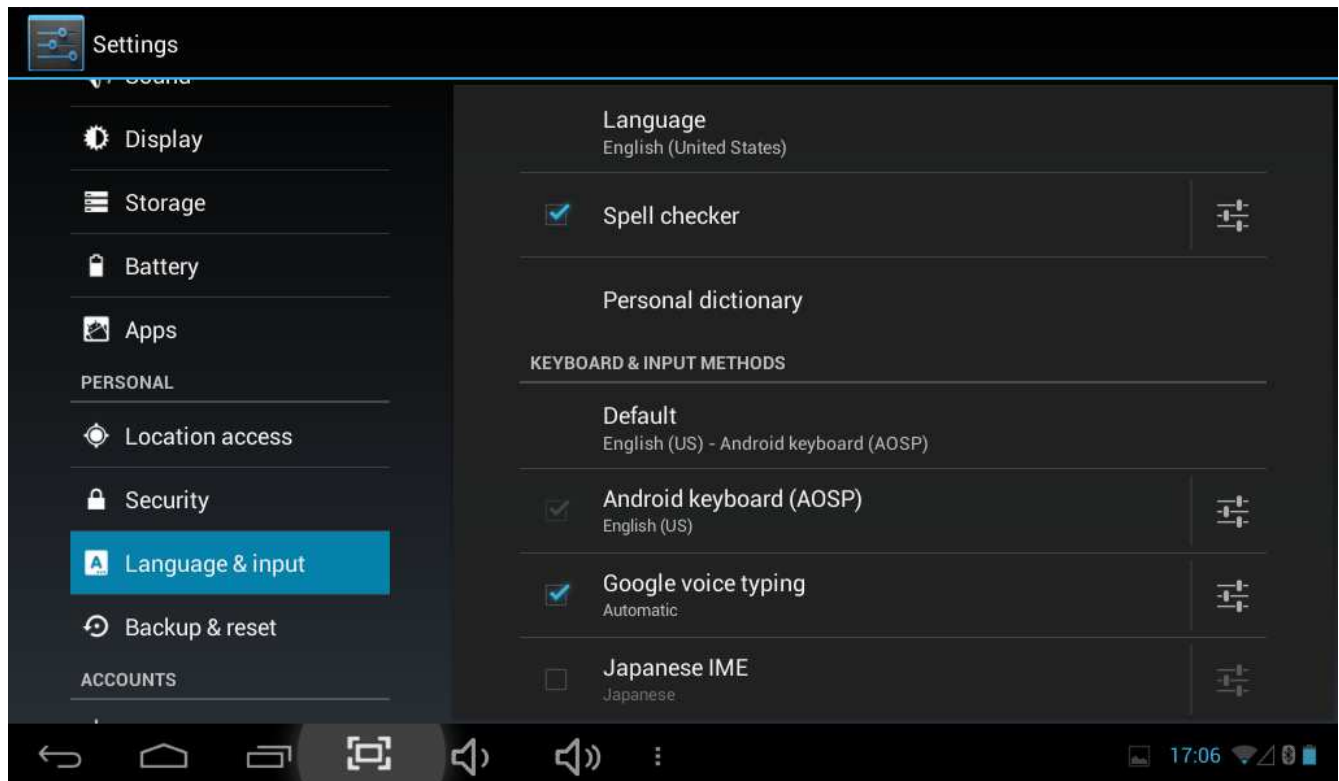 Settings
Sound
Display
Storage
Battery
Apps
PERSONAL
Location access
Security
Language & input
Backup & reset
ACCOUNTS
Language
English (United States)
Spell checker
Personal dictionary
KEYBOARD & INPUT METHODS
Default
English (US) - Android keyboard (AOSP)
Android keyboard (AOSP)
English (US)
Google voice typing
Automatic
Japanese IME
Japanese
17:06